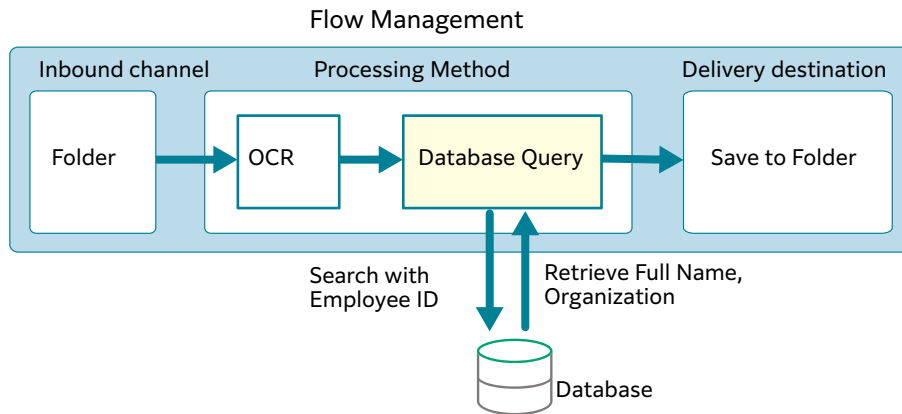 Flow Management
Inbound channel
Processing Method
Delivery destination
Folder
OCR
Database Query
Save to Folder
Search with
Employee ID
Retrieve Full Name,
Organization
Database